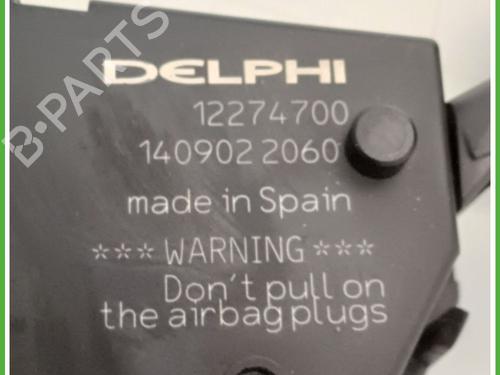 B-PARTS
DELPHI
12274700
140902 2060
made in Spain
*** WARNING ***
Don't pull on
the airbag plugs